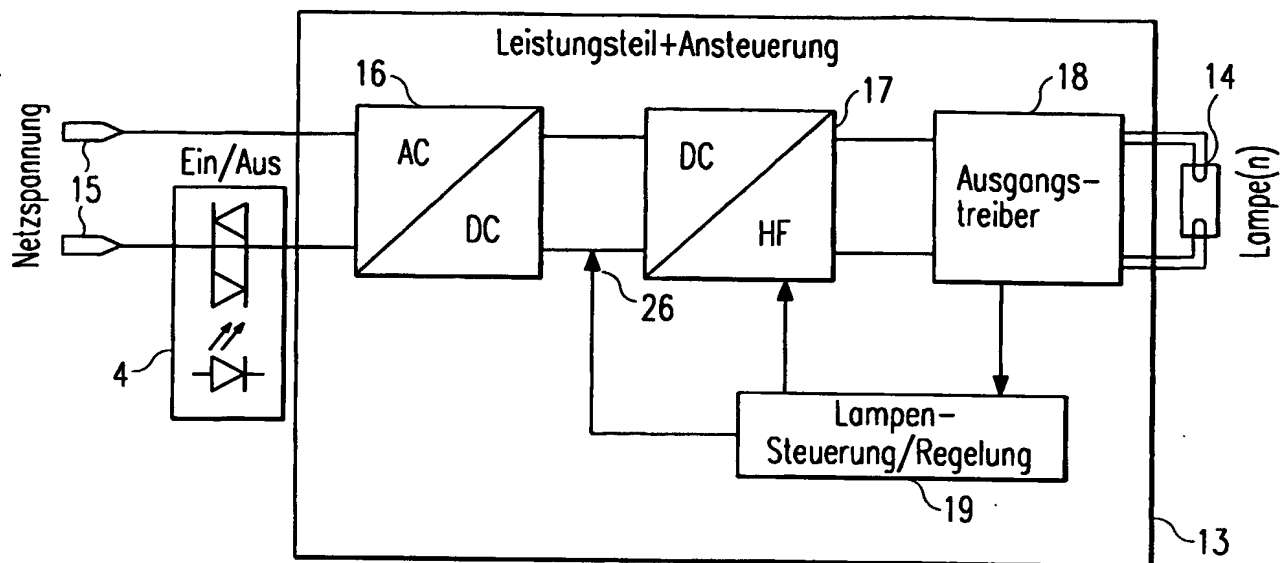 Leistungsteil+Ansteuerung
16
17
18
14
Netzspannung
15
Ein/Aus
AC
DC
DC
HF
Ausgangs-
treiber
Lampe(n)
26
4
Lampen-
Steuerung/Regelung
19
13